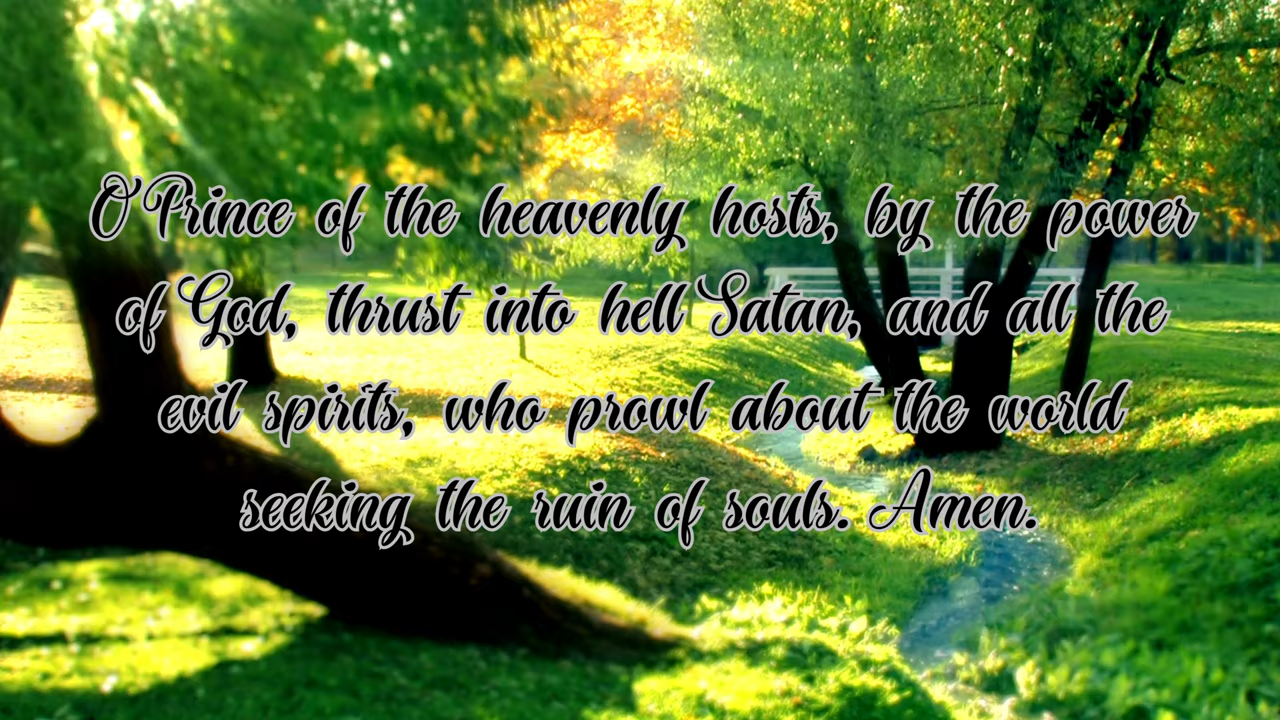 O' Prince of the heavenly hosts, by the power
of God, thrust into hell Satan, and all the
evil spirits, who prowl about the world
seeking the ruin of souls. Amen.